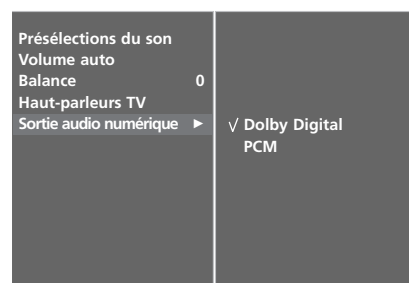 Présélections du son
Volume auto
Balance 0
Haut-parleurs TV
Sortie audio numérique ►
√ Dolby Digital
PCM